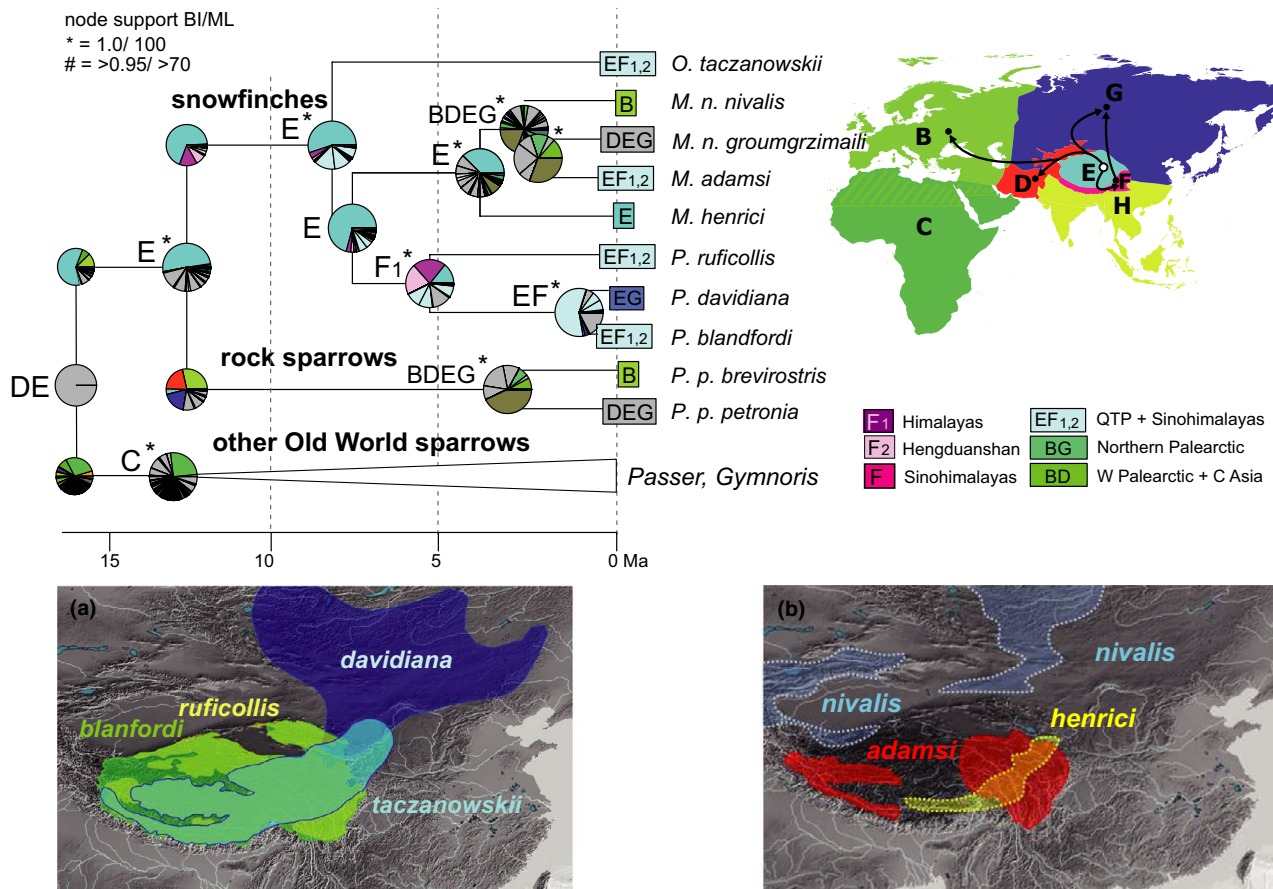 node support BI/ML
* = 1.0/ 100
# = >0.95/ >70
snowfinches
E*
BDEG*
*
E*
E
F1*
EF*
E*
rock sparrows
BDEG*
DE
other Old World sparrows
C*
EF1,2 O. taczanowskii
B M. n. nivalis
DEG M. n. groumgrzimaili
EF1,2 M. adamsi
E M. henrici
EF1,2 P. ruficollis
EG P. davidiana
EF1,2 P. blandfordi
B P. p. brevirostris
DEG P. p. petronia
Passer, Gymnoris
15 10 5 0 Ma
G
B
E
D F
H
C
F1 Himalayas
F2 Hengduanshan
F Sinohimalayas
EF1,2 QTP + Sinohimalayas
BG Northern Palearctic
BD W Palearctic + C Asia
(a)
davidiana
ruficollis
blanfordi
taczanowskii
(b)
nivalis
nivalis
henrici
adamsi